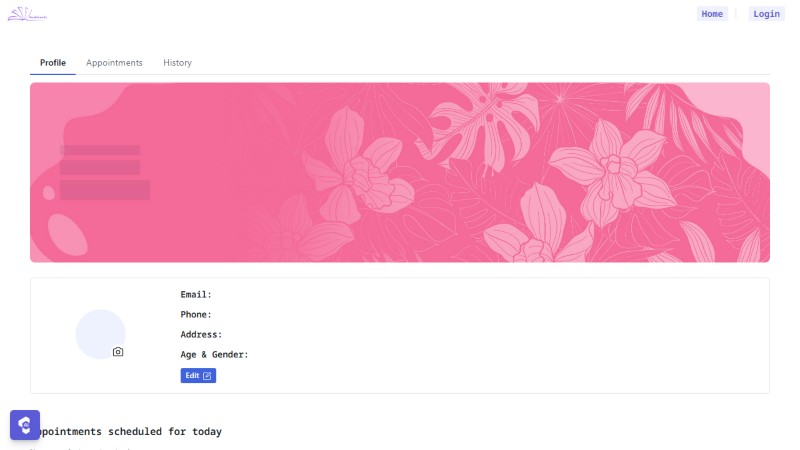 Home
Login
Profile
Appointments
History
Email:
Phone:
Address:
Age & Gender:
Edit
ppointments scheduled for today